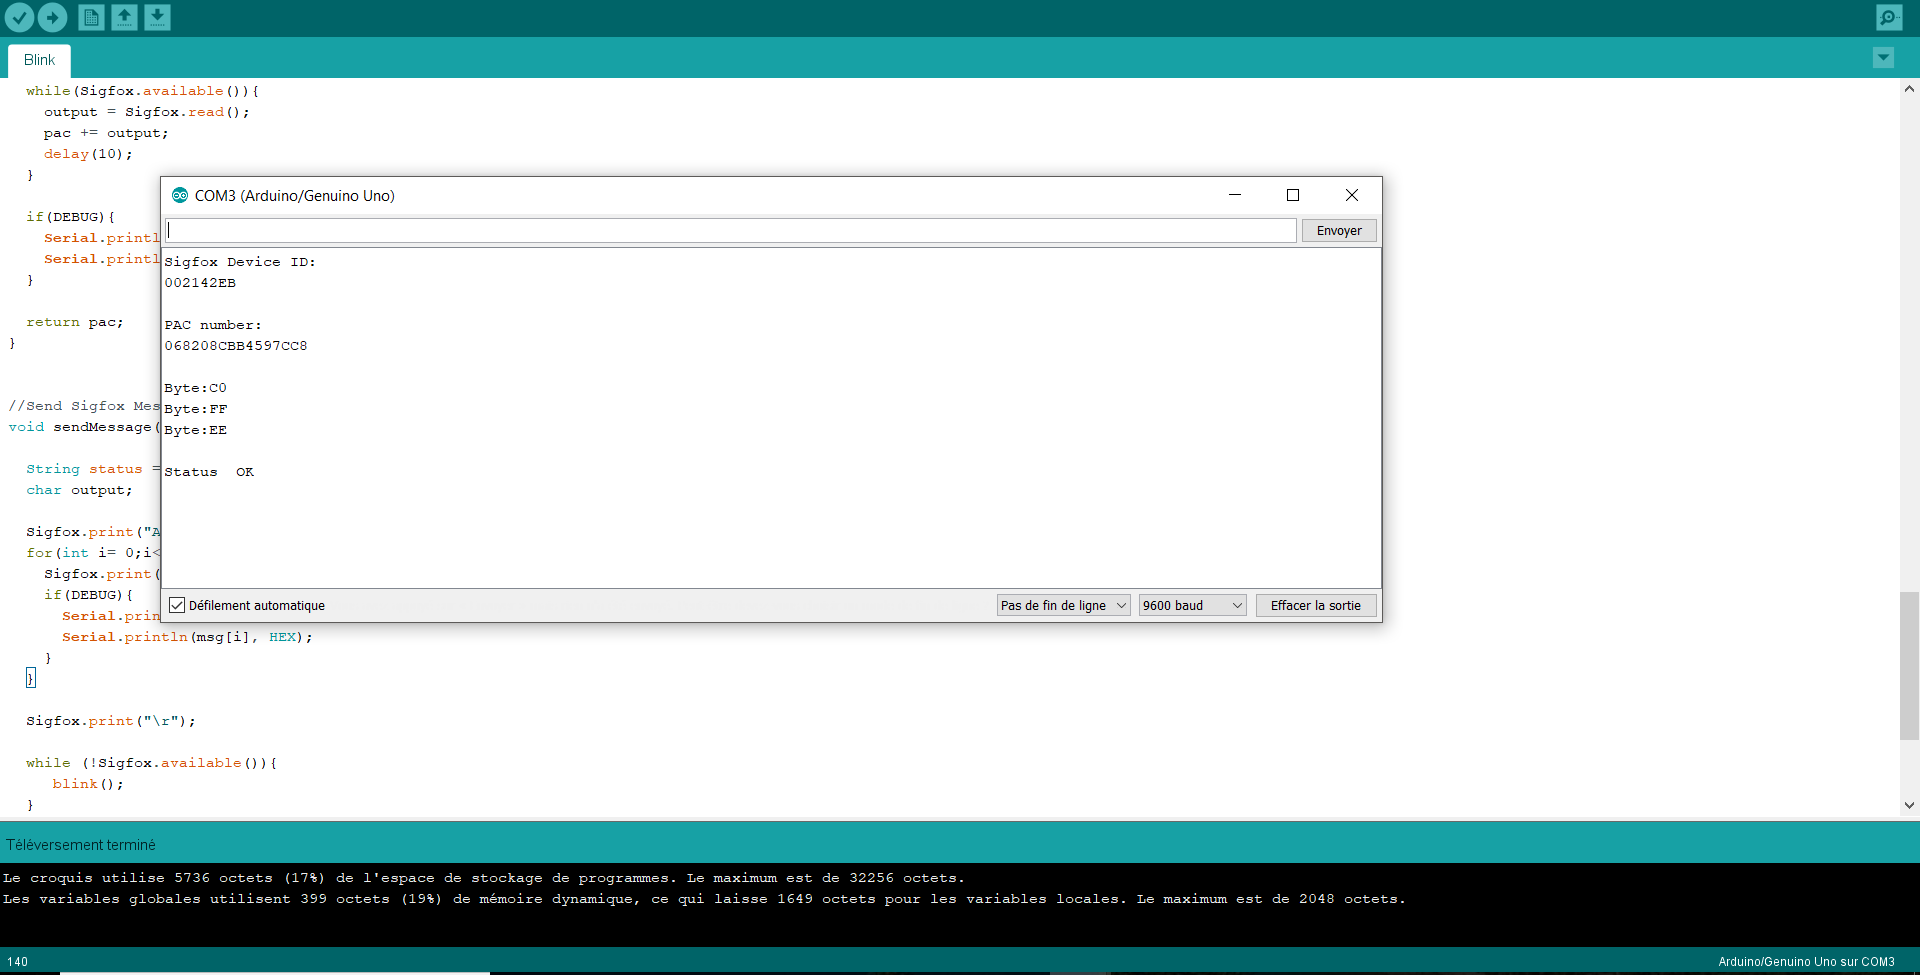 Blink
while(Sigfox.available()){
output = Sigfox.read();
pac += output;
delay(10);
}
if(DEBUG){
Serial.printl
Serial.printl
}
return pac;
}
//Send Sigfox Mes
void sendMessage(
String status =
char output;
Sigfox.print("A
for(int i= 0;i<
Sigfox.print(
if(DEBUG){
Serial.prin
Serial.println(msg[i], HEX);
}
}
Sigfox.print("\r");
while (!Sigfox.available()){
blink();
}
COM3 (Arduino/Genuino Uno)
Envoyer
Sigfox Device ID:
002142EB
PAC number:
068208CBB4597CC8
Byte:C0
Byte:FF
Byte:EE
Status  OK
Défilement automatique
Pas de fin de ligne
9600 baud
Effacer la sortie
Téléversement terminé
Le croquis utilise 5736 octets (17%) de l'espace de stockage de programmes. Le maximum est de 32256 octets.
Les variables globales utilisent 399 octets (19%) de mémoire dynamique, ce qui laisse 1649 octets pour les variables locales. Le maximum est de 2048 octets.
140
Arduino/Genuino Uno sur COM3